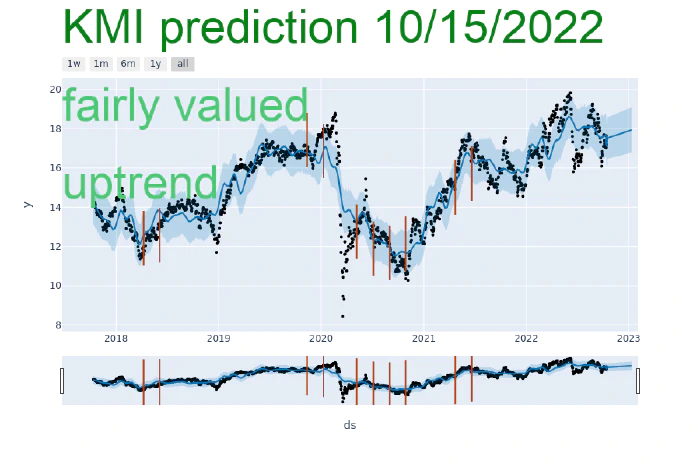 KMI prediction 10/15/2022
1w 1m 6m 1y all
20
fairly valued
18
16
uptrend
14
y
12
10
8
2018 2019 2020 2021 2022 2023
ds